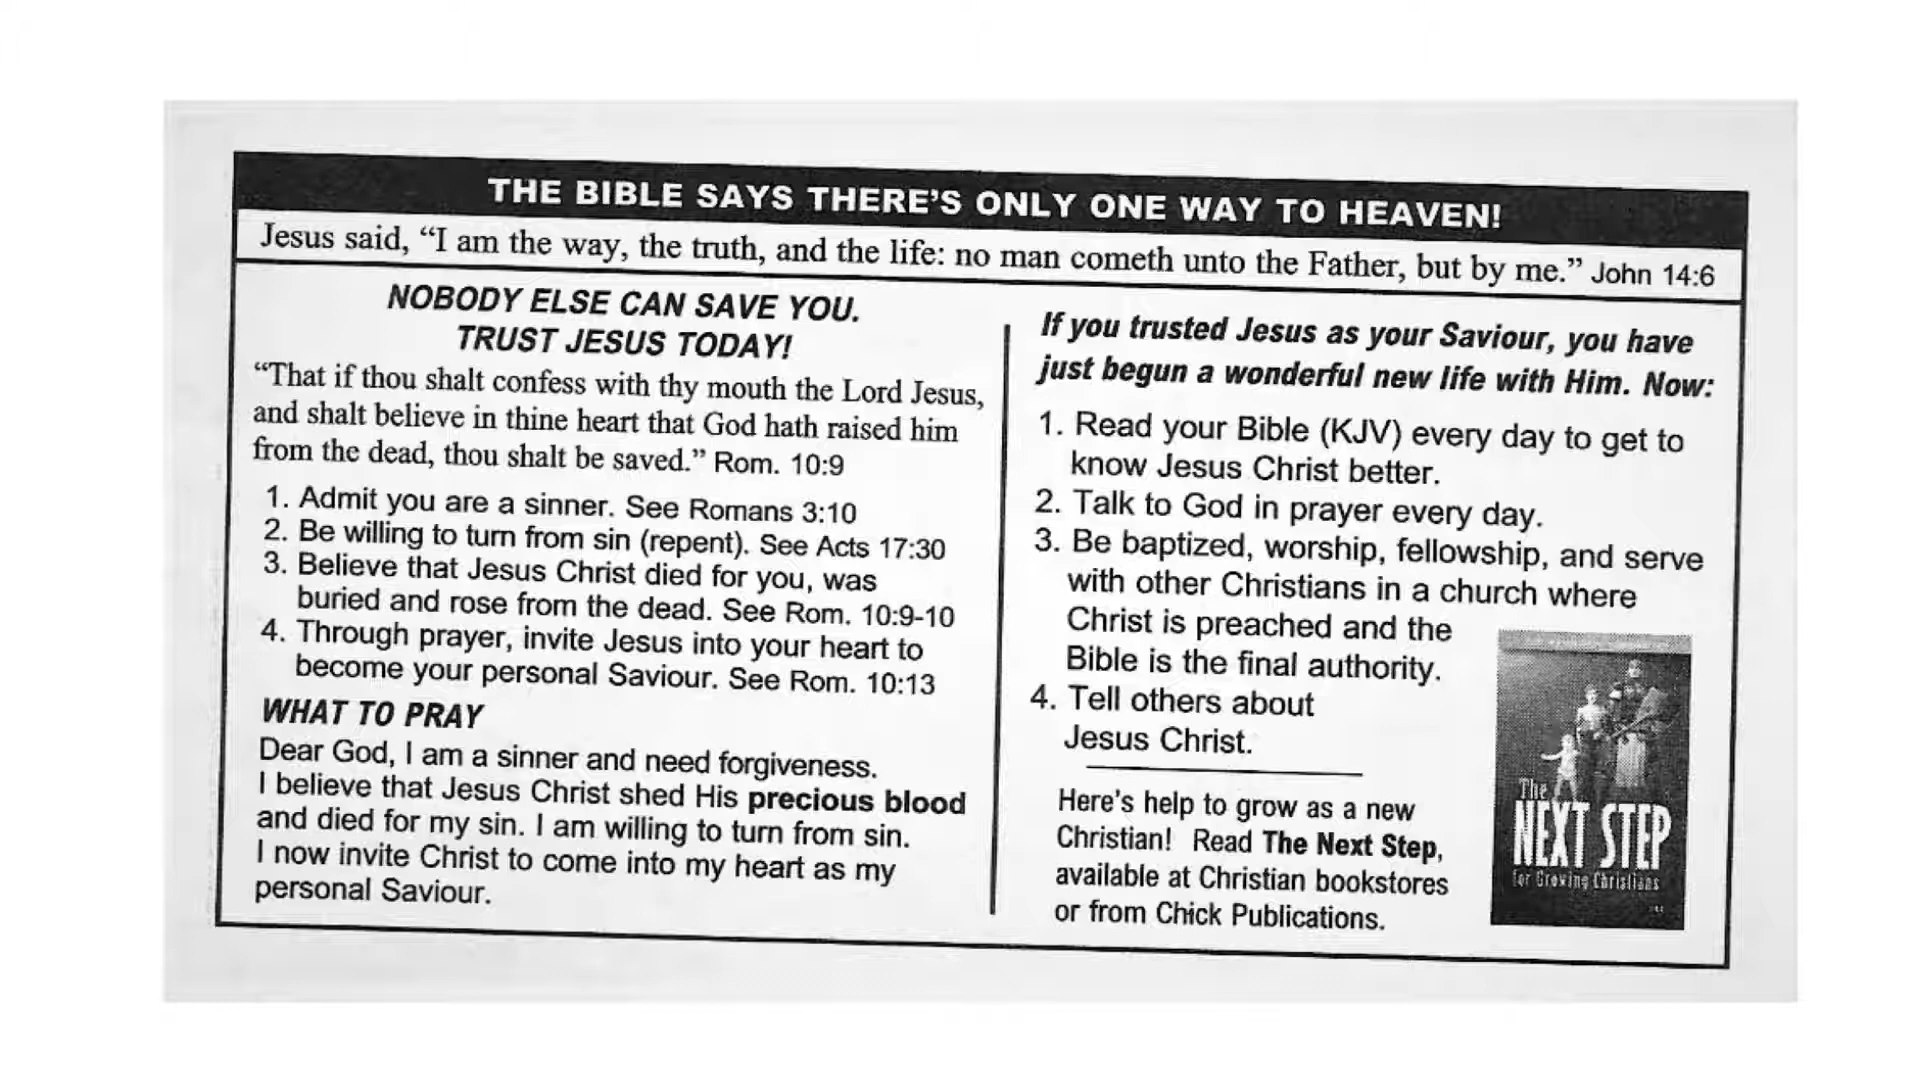 THE BIBLE SAYS THERE'S ONLY ONE WAY TO HEAVEN!
Jesus said, “I am the way, the truth, and the life: no man cometh unto the Father, but by me.” John 14:6
NOBODY ELSE CAN SAVE YOU.
TRUST JESUS TODAY!
“That if thou shalt confess with thy mouth the Lord Jesus,
and shalt believe in thine heart that God hath raised him
from the dead, thou shalt be saved.” Rom. 10:9
1. Admit you are a sinner. See Romans 3:10
2. Be willing to turn from sin (repent). See Acts 17:30
3. Believe that Jesus Christ died for you, was
buried and rose from the dead. See Rom. 10:9-10
4. Through prayer, invite Jesus into your heart to
become your personal Saviour. See Rom. 10:13
WHAT TO PRAY
Dear God, I am a sinner and need forgiveness.
I believe that Jesus Christ shed His precious blood
and died for my sin. I am willing to turn from sin.
I now invite Christ to come into my heart as my
personal Saviour.
If you trusted Jesus as your Saviour, you have
just begun a wonderful new life with Him. Now:
1. Read your Bible (KJV) every day to get to
know Jesus Christ better.
2. Talk to God in prayer every day.
3. Be baptized, worship, fellowship, and serve
with other Christians in a church where
Christ is preached and the
Bible is the final authority.
4. Tell others about
Jesus Christ.
Here's help to grow as a new
Christian! Read The Next Step,
available at Christian bookstores
or from Chick Publications.
The
NEXT STEP
for Growing Christians